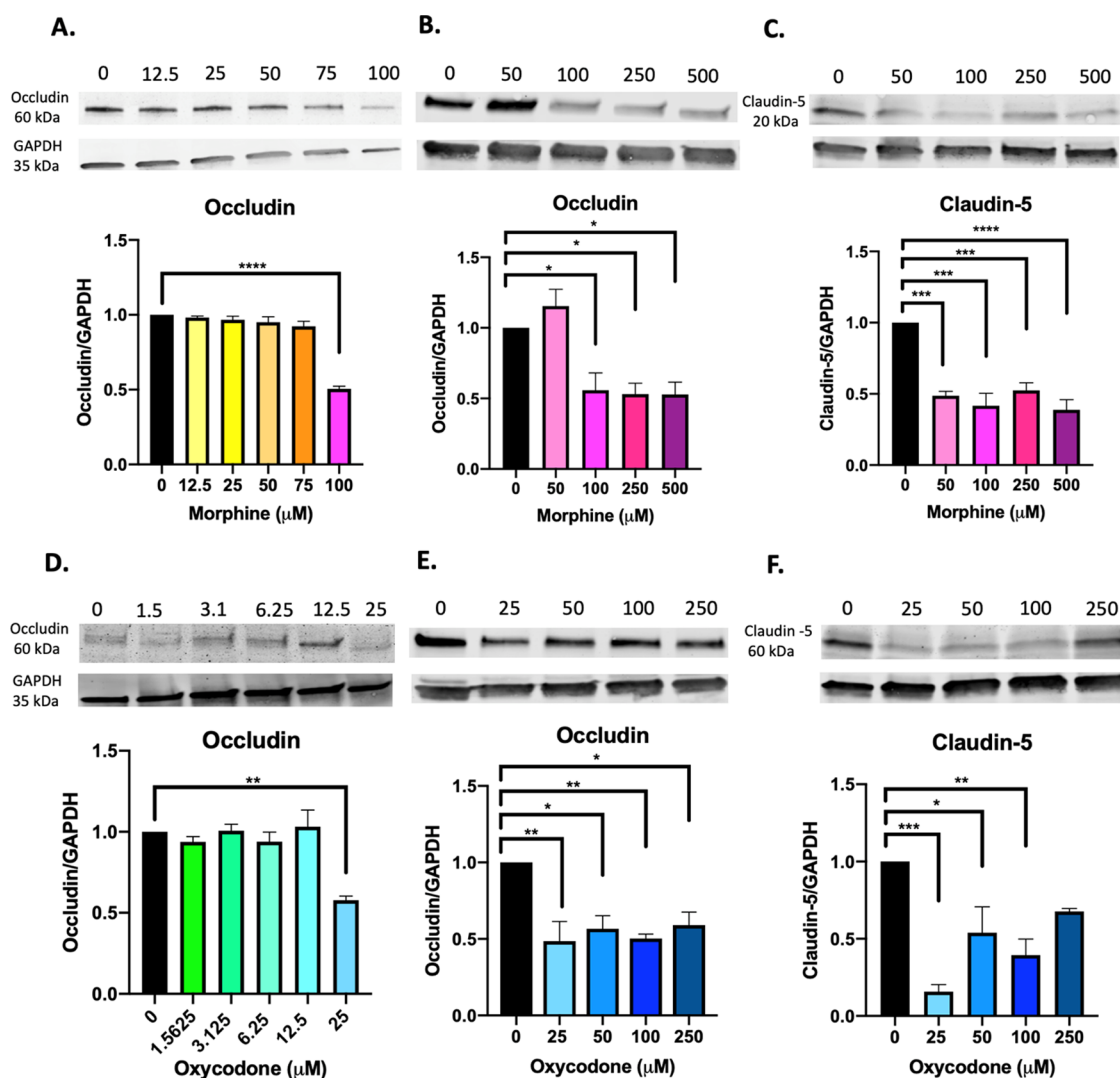 A.
0 12.5 25 50 75 100
Occludin
60 kDa
GAPDH
35 kDa
Occludin
****
1.5
1.0
0.5
0.0
Occludin/GAPDH
0 12.5 25 50 75 100
Morphine (μM)
B.
0 50 100 250 500
Occludin
*
*
*
1.5
1.0
0.5
0.0
Occludin/GAPDH
0 50 100 250 500
Morphine (μM)
C.
0 50 100 250 500
Claudin-5
20 kDa
Claudin-5
****
***
***
***
1.5
1.0
0.5
0.0
Claudin-5/GAPDH
0 50 100 250 500
Morphine (μM)
D.
0 1.5 3.1 6.25 12.5 25
Occludin
60 kDa
GAPDH
35 kDa
Occludin
**
1.5
1.0
0.5
0.0
Occludin/GAPDH
0 1.5625 3.125 6.25 12.5 25
Oxycodone (μM)
E.
0 25 50 100 250
Occludin
*
**
*
**
1.5
1.0
0.5
0.0
Occludin/GAPDH
0 25 50 100 250
Oxycodone (μM)
F.
0 25 50 100 250
Claudin -5
60 kDa
Claudin-5
**
*
***
1.5
1.0
0.5
0.0
Claudin-5/GAPDH
0 25 50 100 250
Oxycodone (μM)